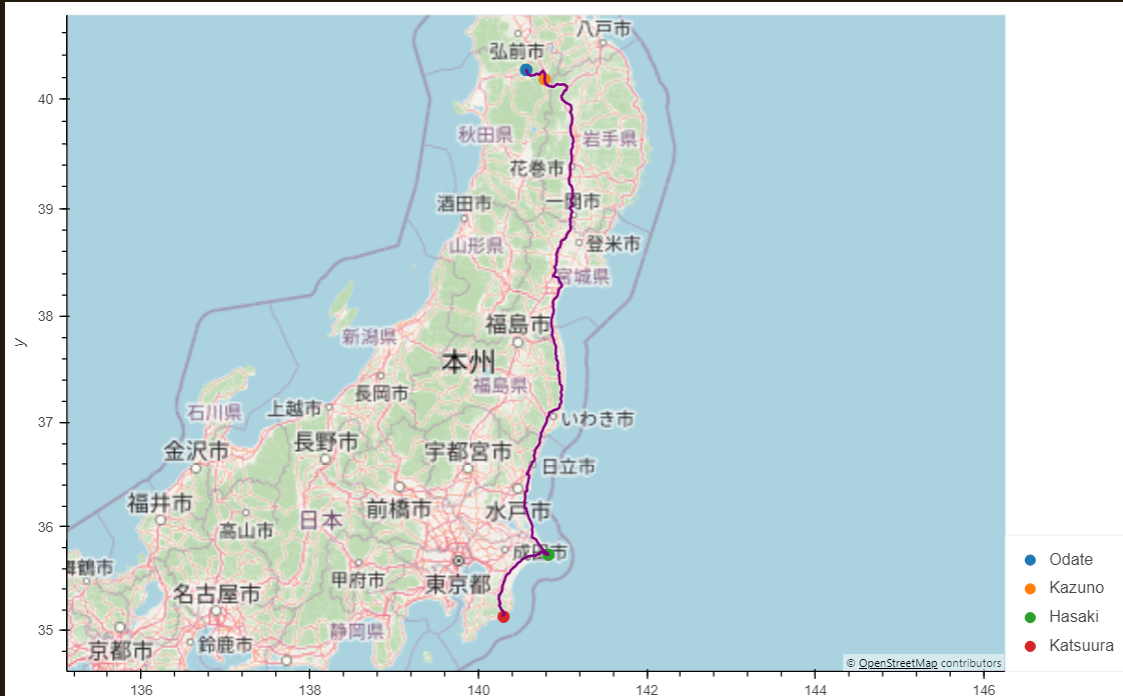 八戸市
弘前市
40
秋田県
岩手県
花巻市
39
酒田市
一関市
山形県
登米市
宮城県
38
福島市
新潟県
y
本州
福島県
長岡市
石川県
上越市
37
いわき市
金沢市
長野市
宇都宮市
日立市
福井市
前橋市
水戸市
日本
高山市
36
成田市
舞鶴市
甲府市
東京都
名古屋市
35
静岡県
鈴鹿市
京都市
Odate
Kazuno
Hasaki
Katsuura
© OpenStreetMap contributors
136
138
140
142
144
146